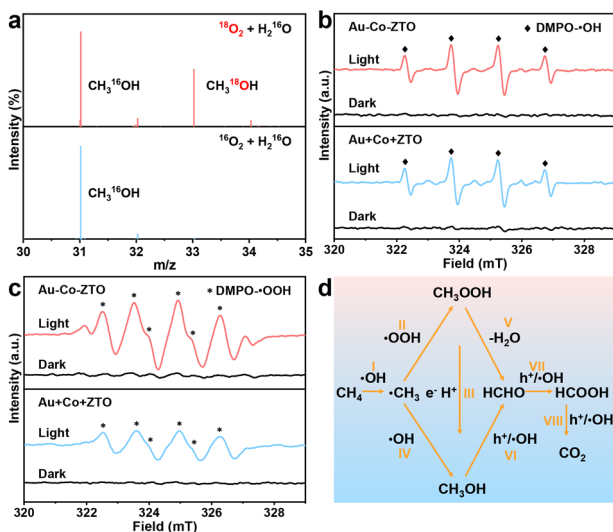 a
¹⁸O₂ + H₂¹⁶O
CH₃¹⁶OH
CH₃¹⁸OH
¹⁶O₂ + H₂¹⁶O
CH₃¹⁶OH
Intensity (%)
30 31 32 33 34 35
m/z
b
Au-Co-ZTO
♦ DMPO-•OH
Light
Dark
Au+Co+ZTO
Light
Dark
Intensity (a.u.)
320 322 324 326 328
Field (mT)
c
Au-Co-ZTO
* DMPO-•OOH
Light
Dark
Au+Co+ZTO
Light
Dark
Intensity (a.u.)
322 324 326 328
Field (mT)
d
CH₃OOH
II
•OOH
V
-H₂O
I
•OH
CH₄
•CH₃
e⁻ H⁺
III
HCHO
VII
h⁺/•OH
HCOOH
VIII
h⁺/•OH
CO₂
•OH
IV
h⁺/•OH
VI
CH₃OH